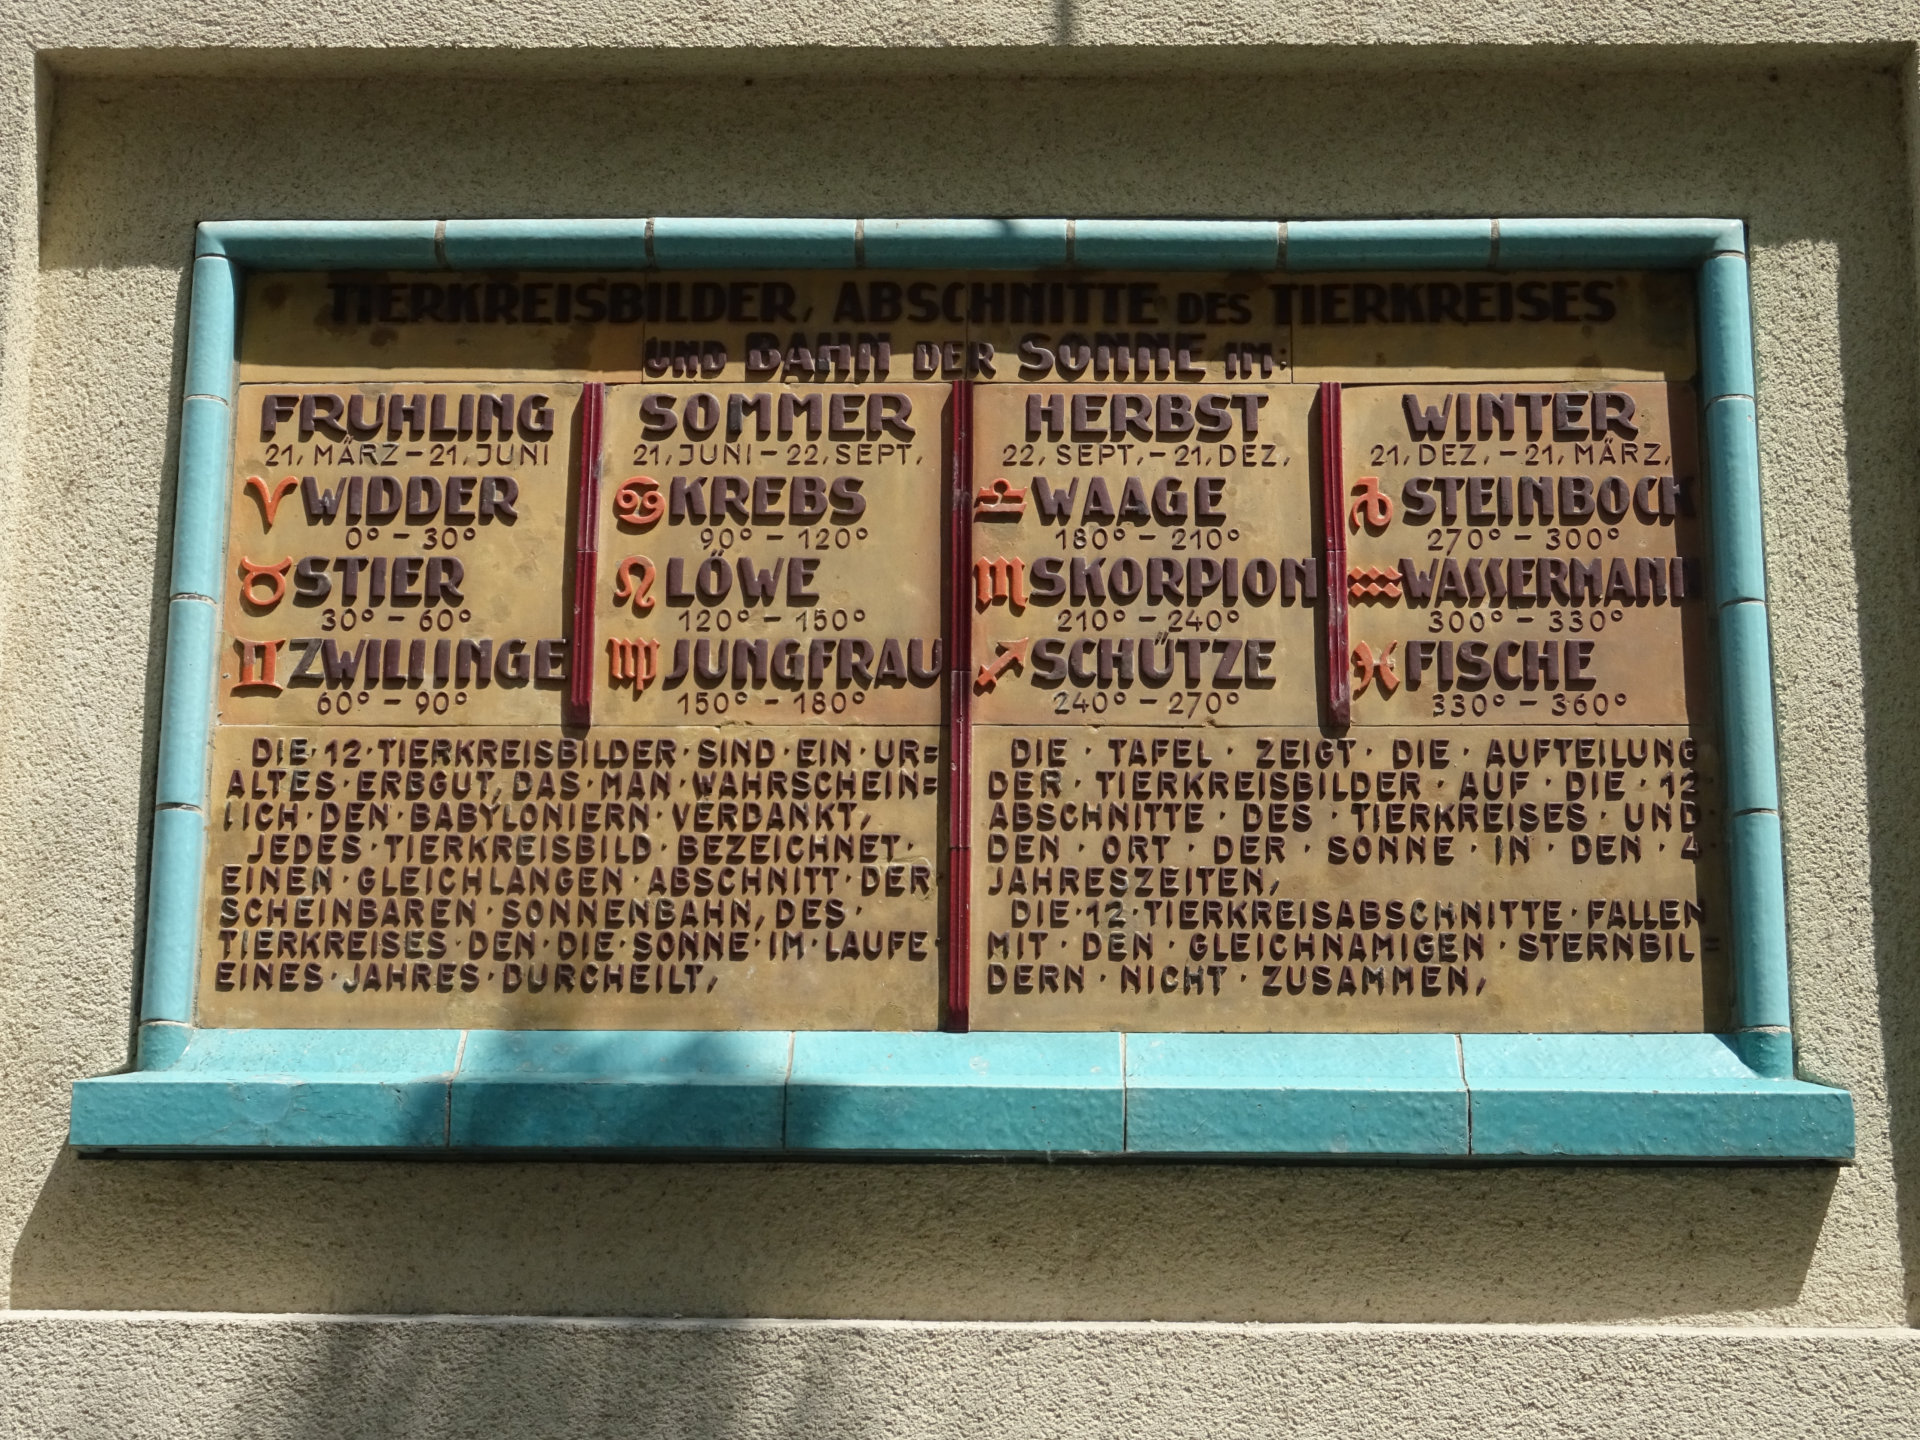 TIERKREISBILDER, ABSCHNITTE DES TIERKREISES
UND BAHN DER SONNE IM:
FRUHLING
21, MÄRZ – 21, JUNI
♈ WIDDER
0° – 30°
♉ STIER
30° – 60°
♊ ZWILLINGE
60° – 90°
SOMMER
21, JUNI – 22, SEPT,
♋ KREBS
90° – 120°
♌ LÖWE
120° – 150°
♍ JUNGFRAU
150° – 180°
HERBST
22, SEPT, – 21, DEZ,
♎ WAAGE
180° – 210°
♏ SKORPION
210° – 240°
♐ SCHÜTZE
240° – 270°
WINTER
21, DEZ, – 21, MÄRZ,
♑ STEINBOCK
270° – 300°
♒ WASSERMANN
300° – 330°
♓ FISCHE
330° – 360°
DIE · 12 · TIERKREISBILDER · SIND · EIN · UR=
ALTES · ERBGUT, DAS · MAN · WAHRSCHEIN=
LICH · DEN · BABYLONIERN · VERDANKT,
JEDES · TIERKREISBILD · BEZEICHNET ·
EINEN · GLEICHLANGEN · ABSCHNITT · DER ·
SCHEINBAREN · SONNENBAHN, DES ·
TIERKREISES · DEN · DIE · SONNE · IM · LAUFE ·
EINES · JAHRES · DURCHEILT,
DIE · TAFEL · ZEIGT · DIE · AUFTEILUNG
DER · TIERKREISBILDER · AUF · DIE · 12 ·
ABSCHNITTE · DES · TIERKREISES · UND ·
DEN · ORT · DER · SONNE · IN · DEN · 4 ·
JAHRESZEITEN,
DIE · 12 · TIERKREISABSCHNITTE · FALLEN
MIT · DEN · GLEICHNAMIGEN · STERNBIL=
DERN · NICHT · ZUSAMMEN,